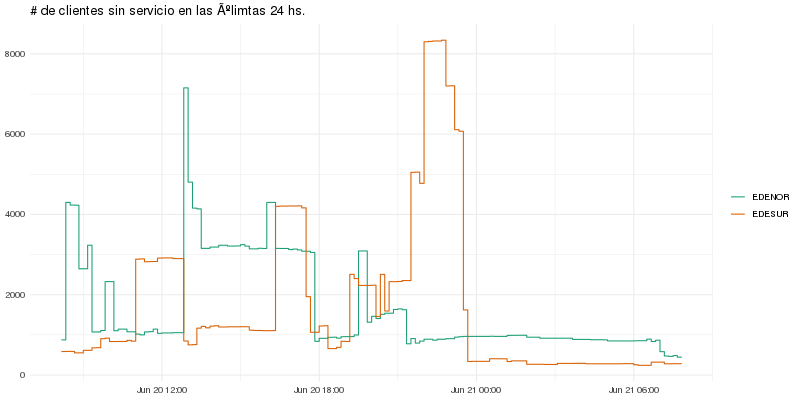 # de clientes sin servicio en las Ãºlimtas 24 hs.
8000
6000
4000
2000
0
Jun 20 12:00
Jun 20 18:00
Jun 21 00:00
Jun 21 06:00
EDENOR
EDESUR